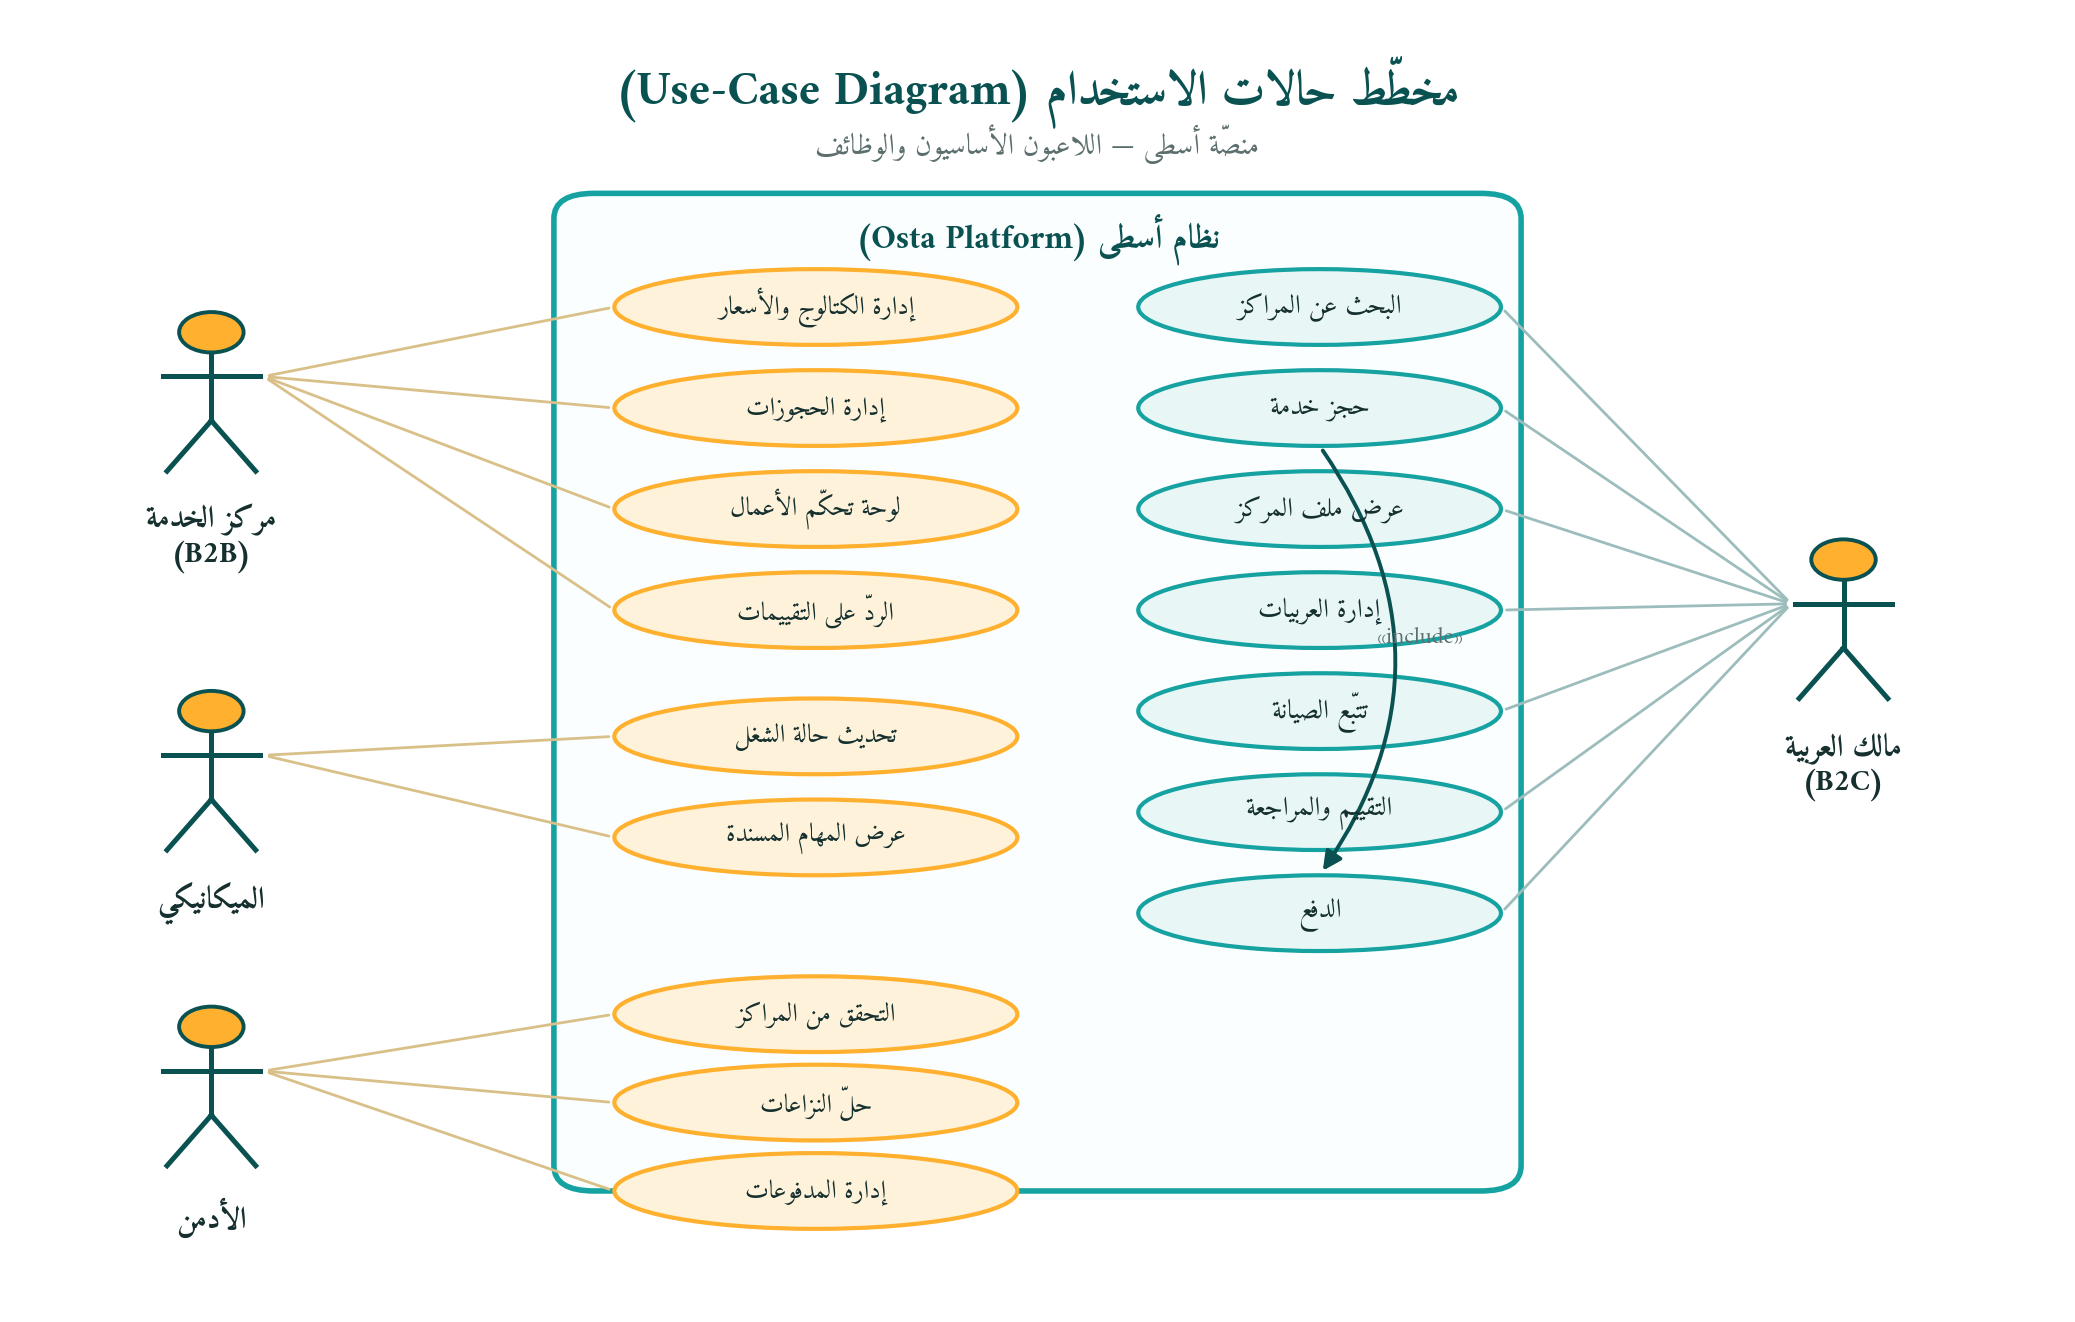 مخطّط حالات الاستخدام (Use-Case Diagram)
منصّة أسطى — اللاعبون الأساسيون والوظائف
نظام أسطى (Osta Platform)
البحث عن المراكز
حجز خدمة
عرض ملف المركز
إدارة العربيات
«include»
تتبّع الصيانة
التقييم والمراجعة
الدفع
مالك العربية
(B2C)
إدارة الكتالوج والأسعار
إدارة الحجوزات
لوحة تحكّم الأعمال
الردّ على التقييمات
تحديث حالة الشغل
عرض المهام المسندة
التحقق من المراكز
حلّ النزاعات
إدارة المدفوعات
مركز الخدمة
(B2B)
الميكانيكي
الأدمن